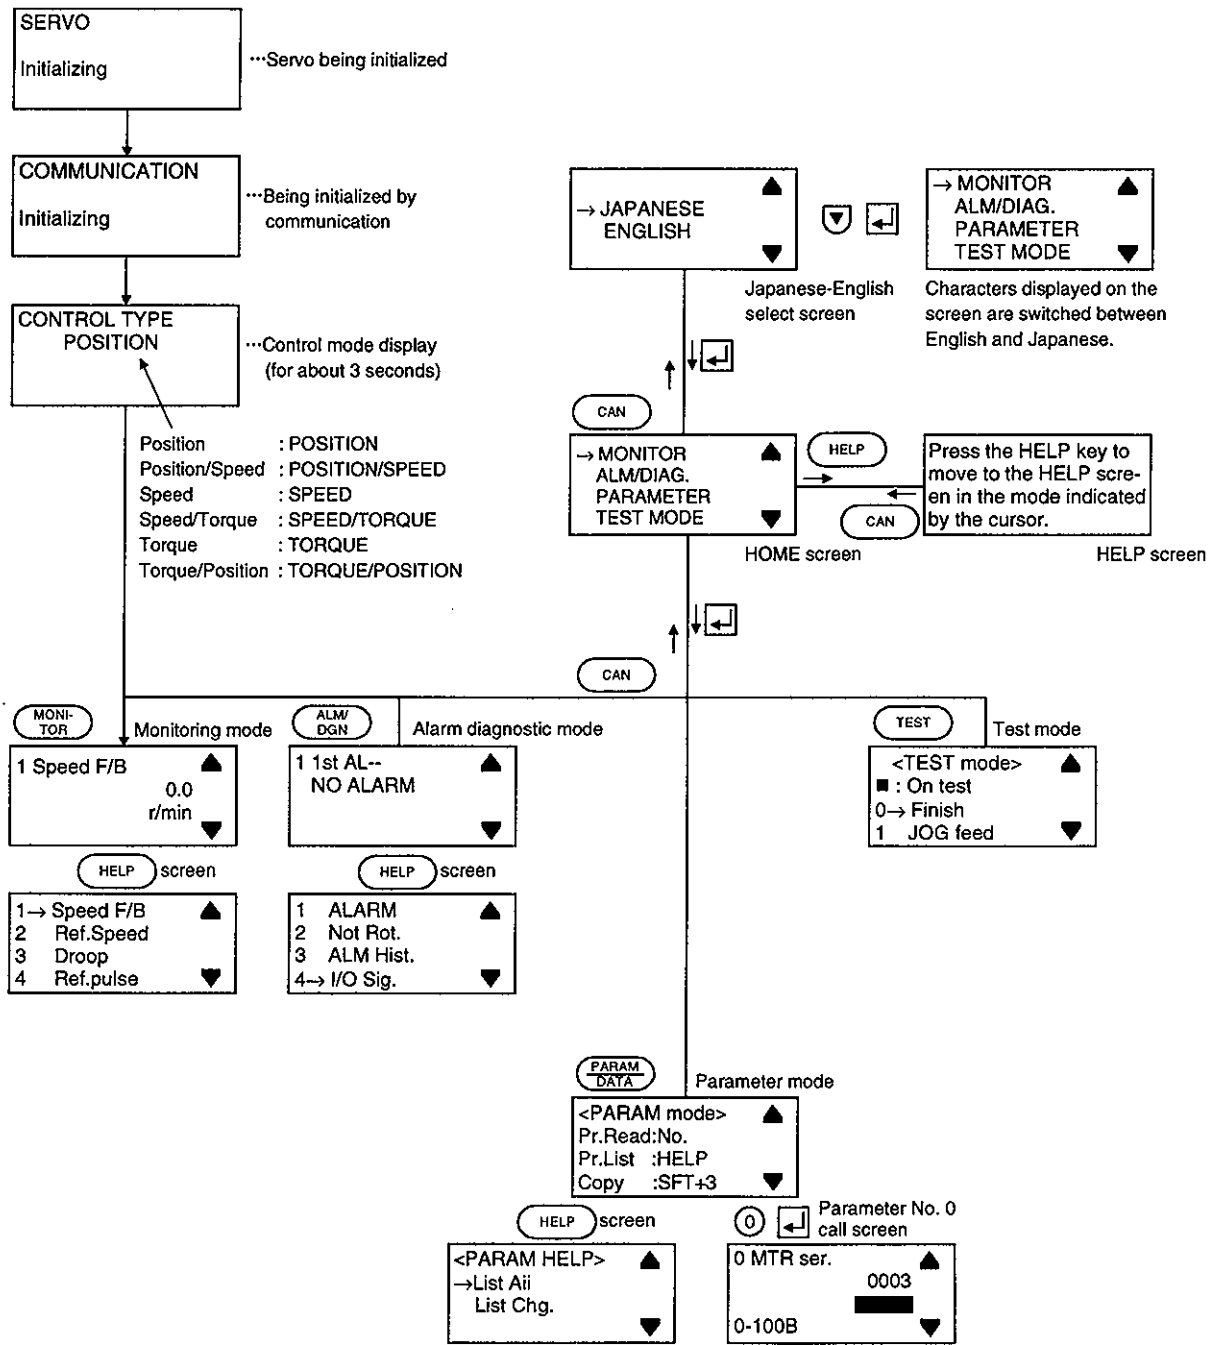 SERVO
Initializing
···Servo being initialized
COMMUNICATION
Initializing
···Being initialized by
communication
CONTROL TYPE
POSITION
···Control mode display
(for about 3 seconds)
Position : POSITION
Position/Speed : POSITION/SPEED
Speed : SPEED
Speed/Torque : SPEED/TORQUE
Torque : TORQUE
Torque/Position : TORQUE/POSITION
→ JAPANESE
ENGLISH
Japanese-English
select screen
→ MONITOR
ALM/DIAG.
PARAMETER
TEST MODE
Characters displayed on the
screen are switched between
English and Japanese.
CAN
→ MONITOR
ALM/DIAG.
PARAMETER
TEST MODE
HOME screen
HELP
CAN
Press the HELP key to
move to the HELP scre-
en in the mode indicated
by the cursor.
HELP screen
CAN
MONI-
TOR
Monitoring mode
1 Speed F/B
0.0
r/min
HELP screen
1→ Speed F/B
2 Ref.Speed
3 Droop
4 Ref.pulse
ALM/
DGN
Alarm diagnostic mode
1 1st AL--
NO ALARM
HELP screen
1 ALARM
2 Not Rot.
3 ALM Hist.
4→ I/O Sig.
TEST
Test mode
<TEST mode>
■ : On test
0→ Finish
1 JOG feed
PARAM
DATA
Parameter mode
<PARAM mode>
Pr.Read:No.
Pr.List :HELP
Copy :SFT+3
HELP screen
<PARAM HELP>
→List Aii
List Chg.
0
Parameter No. 0
call screen
0 MTR ser.
0003
0-100B